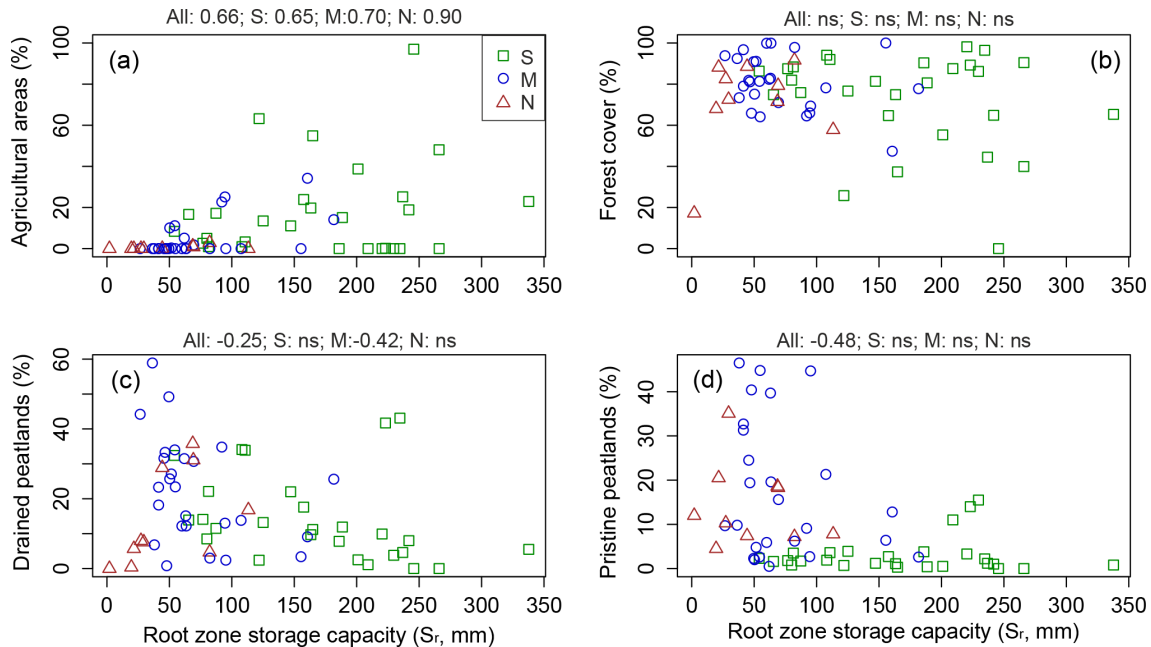 All: 0.66; S: 0.65; M:0.70; N: 0.90
All: ns; S: ns; M: ns; N: ns
(a)
S
M
N
Agricultural areas (%)
0
20
60
100
0
50
100
150
200
250
300
350
(b)
Forest cover (%)
0
20
60
100
0
50
100
150
200
250
300
350
All: -0.25; S: ns; M:-0.42; N: ns
All: -0.48; S: ns; M: ns; N: ns
(c)
Drained peatlands (%)
0
20
40
60
0
50
100
150
200
250
300
350
Root zone storage capacity (Sr, mm)
(d)
Pristine peatlands (%)
0
10
20
30
40
0
50
100
150
200
250
300
350
Root zone storage capacity (Sr, mm)